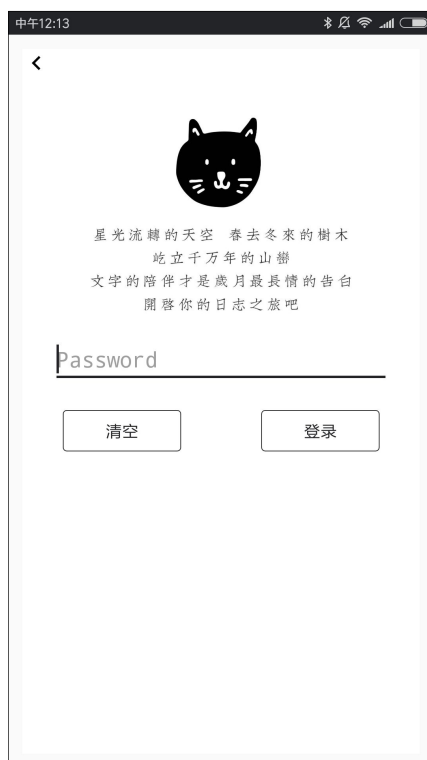 中午12:13
星光流轉的天空 春去冬來的樹木
屹立千万年的山巒
文字的陪伴才是歲月最長情的告白
開啓你的日志之旅吧
Password
清空
登录